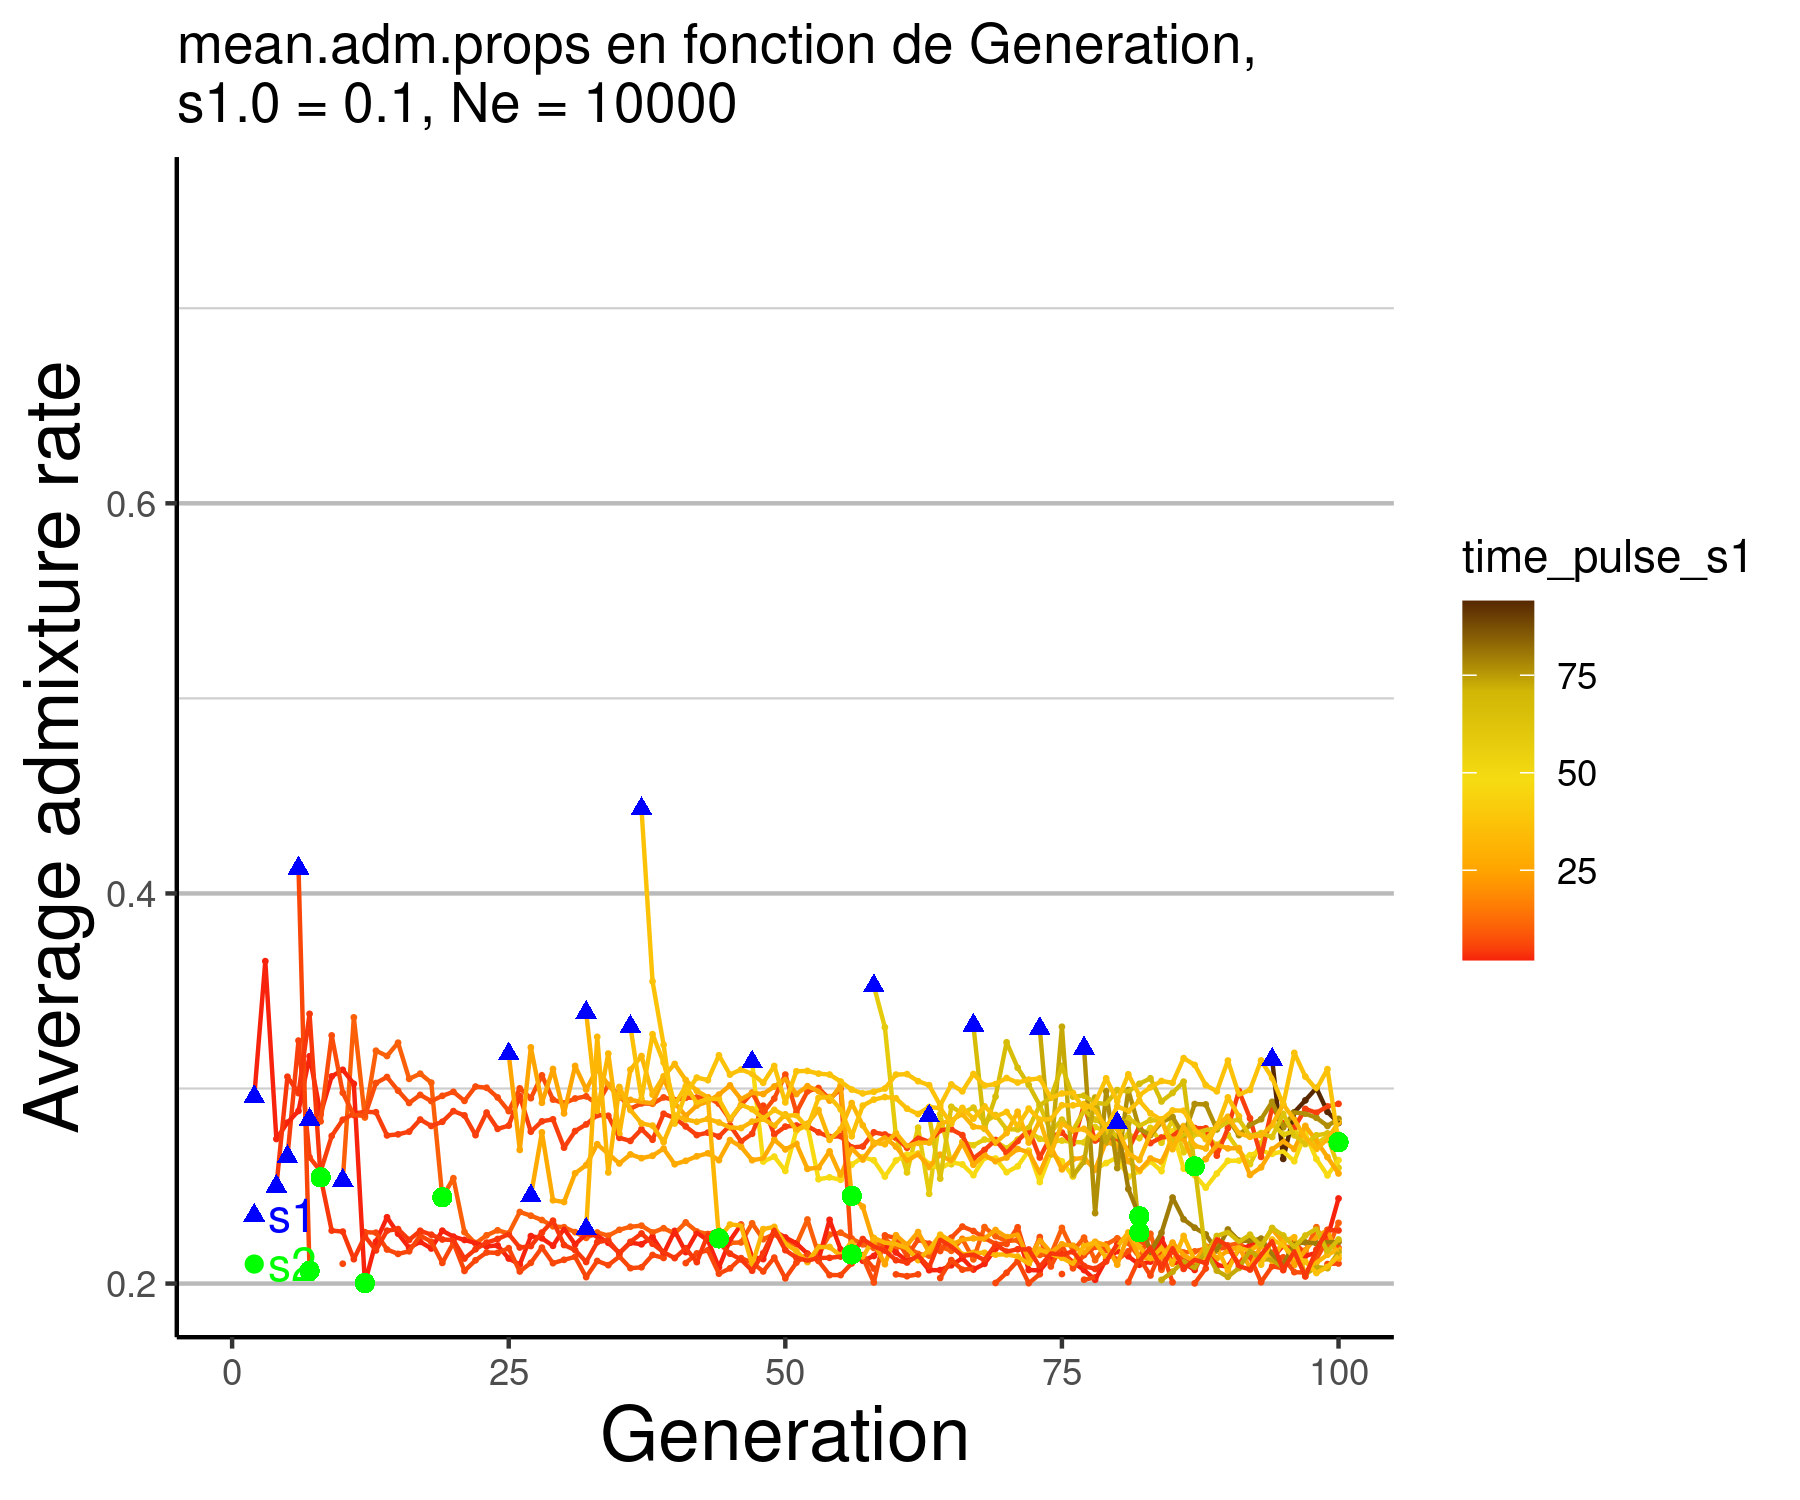 mean.adm.props en fonction de Generation,
s1.0 = 0.1, Ne = 10000
Average admixture rate
0.6
0.4
0.2
s1
s2
0 25 50 75 100
Generation
time_pulse_s1
75
50
25